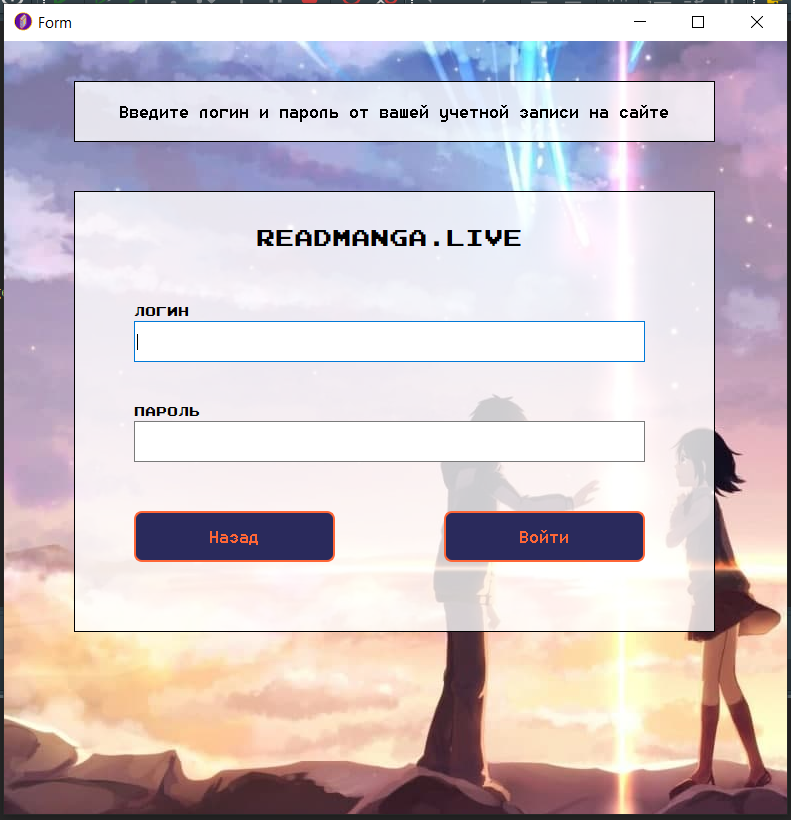 Form
Введите логин и пароль от вашей учетной записи на сайте
READMANGA.LIVE
ЛОГИН
ПАРОЛЬ
Назад
Войти